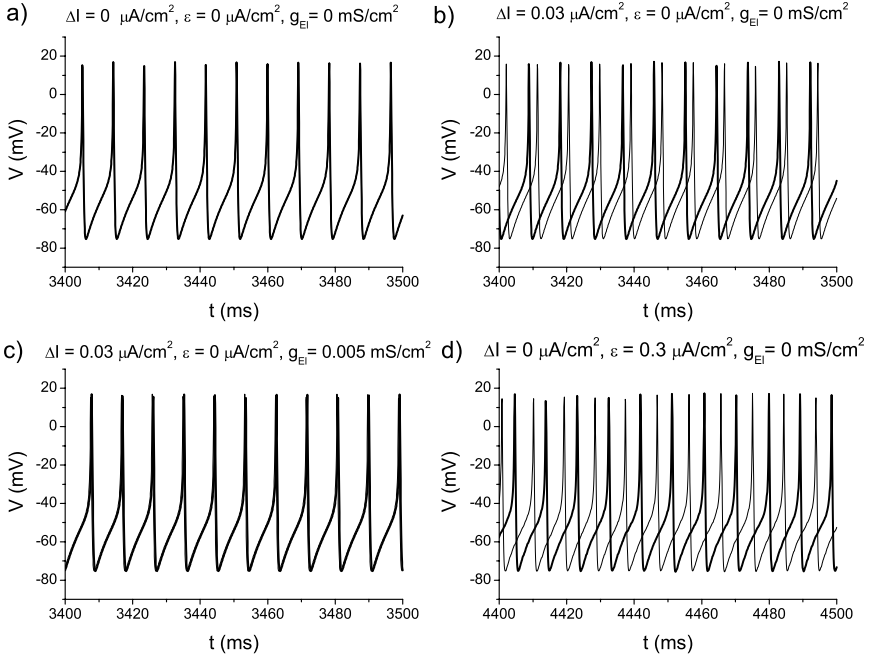 a) ΔI = 0 μA/cm², ε = 0 μA/cm², g_El = 0 mS/cm²
20
0
-20
-40
-60
-80
V (mV)
3400 3420 3440 3460 3480 3500
t (ms)
b) ΔI = 0.03 μA/cm², ε = 0 μA/cm², g_El = 0 mS/cm²
20
0
-20
-40
-60
-80
V (mV)
3400 3420 3440 3460 3480 3500
t (ms)
c) ΔI = 0.03 μA/cm², ε = 0 μA/cm², g_El = 0.005 mS/cm²
20
0
-20
-40
-60
-80
V (mV)
3400 3420 3440 3460 3480 3500
t (ms)
d) ΔI = 0 μA/cm², ε = 0.3 μA/cm², g_El = 0 mS/cm²
20
0
-20
-40
-60
-80
V (mV)
4400 4420 4440 4460 4480 4500
t (ms)